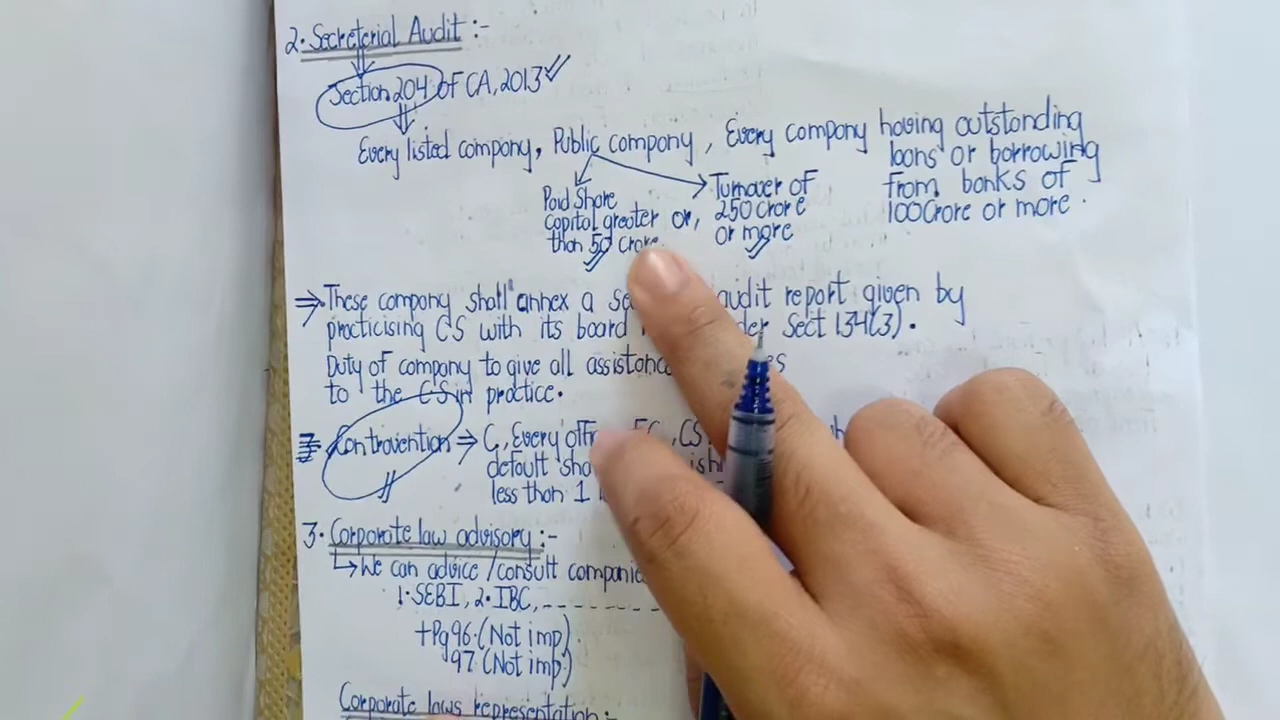 2. Secreterial Audit :-
Section 204 of CA, 2013
Every listed company, Public company, Every company having outstanding
loans or borrowing
from banks of
100 Crore or more.
Paid Share
capital greater or,
than 50 crore
Turnover of
250 crore
or more
⇒ These company shall annex a audit report given by
practicising CS with its board Sect 134(3).
Duty of company to give all
to the CS in practice.
Contravention ⇒ C, Every
default
less than 1
3. Corporate law advisory :-
↳ We can advice / consult
1. SEBI, 2. IBC, - - - - - - - -
+Pg 96. (Not imp).
97 (Not imp)
Corporate laws representation :-